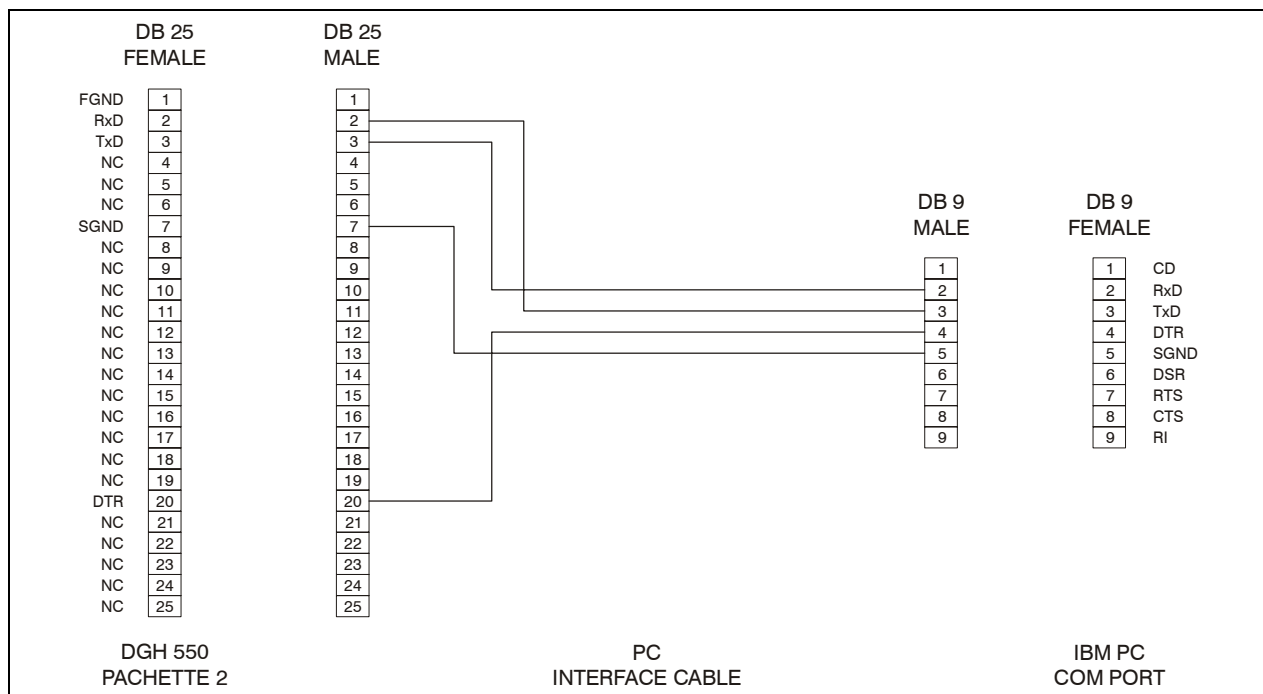 DB 25
FEMALE
DB 25
MALE
FGND 1
RxD 2
TxD 3
NC 4
NC 5
NC 6
SGND 7
NC 8
NC 9
NC 10
NC 11
NC 12
NC 13
NC 14
NC 15
NC 16
NC 17
NC 18
NC 19
DTR 20
NC 21
NC 22
NC 23
NC 24
NC 25
1
2
3
4
5
6
7
8
9
10
11
12
13
14
15
16
17
18
19
20
21
22
23
24
25
DB 9
MALE
1
2
3
4
5
6
7
8
9
DB 9
FEMALE
1 CD
2 RxD
3 TxD
4 DTR
5 SGND
6 DSR
7 RTS
8 CTS
9 RI
DGH 550
PACHETTE 2
PC
INTERFACE CABLE
IBM PC
COM PORT